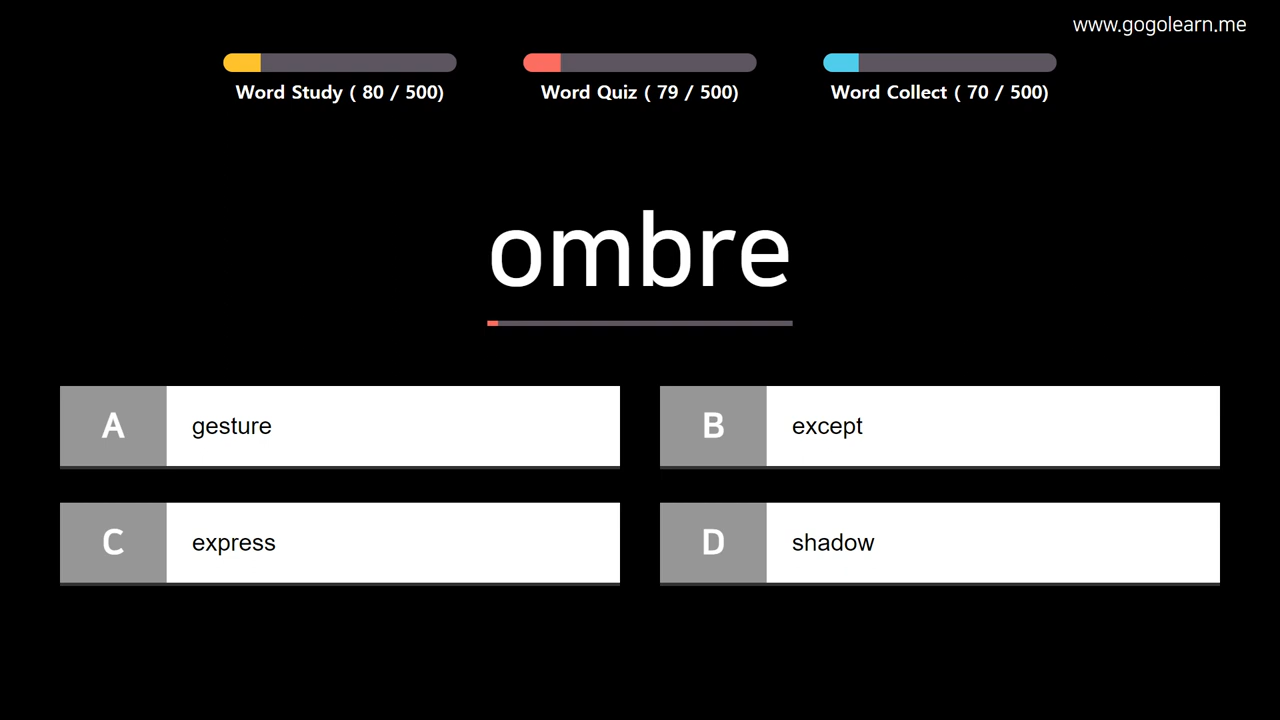 www.gogolearn.me
Word Study ( 80 / 500)
Word Quiz ( 79 / 500)
Word Collect ( 70 / 500)
ombre
A gesture
B except
C express
D shadow